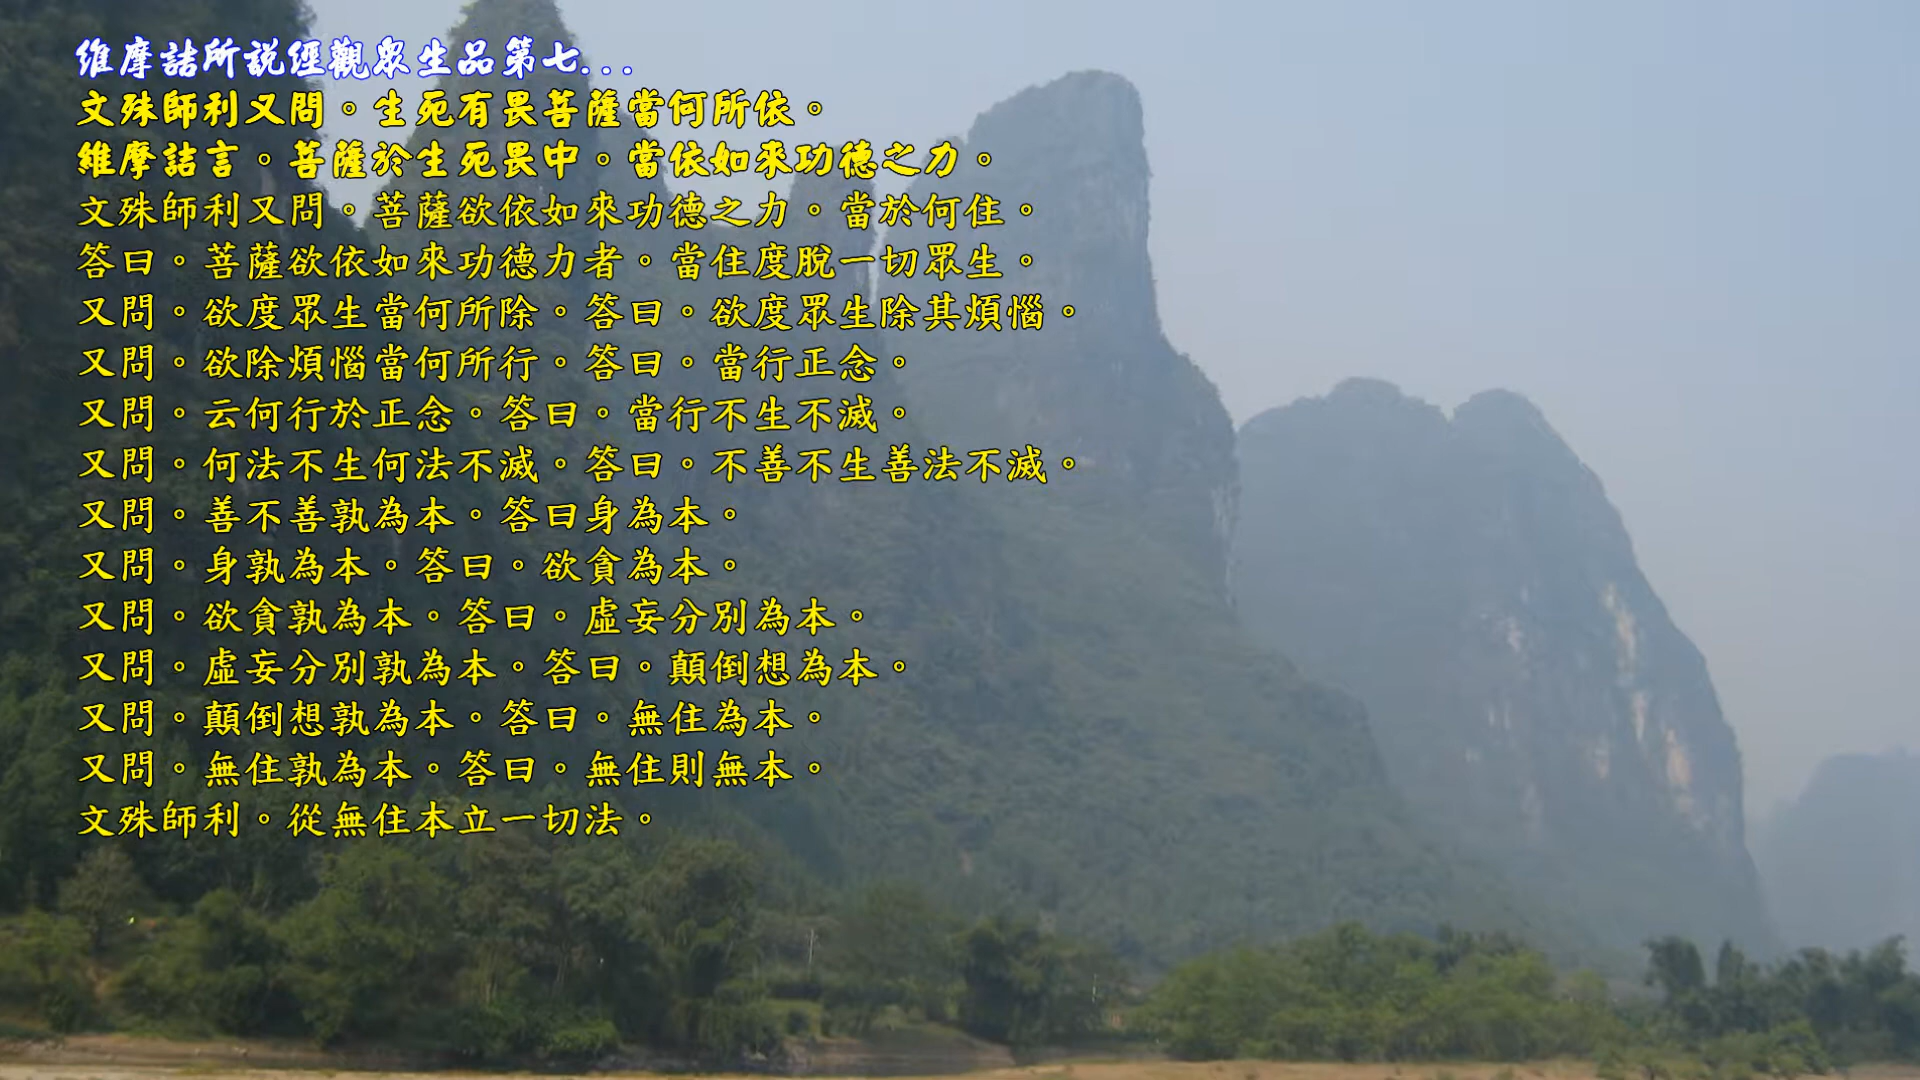 維摩詰所說經觀眾生品第七...
文殊師利又問。生死有畏菩薩當何所依。
維摩詰言。菩薩於生死畏中。當依如來功德之力。
文殊師利又問。菩薩欲依如來功德之力。當於何住。
答曰。菩薩欲依如來功德力者。當住度脫一切眾生。
又問。欲度眾生當何所除。答曰。欲度眾生除其煩惱。
又問。欲除煩惱當何所行。答曰。當行正念。
又問。云何行於正念。答曰。當行不生不滅。
又問。何法不生何法不滅。答曰。不善不生善法不滅。
又問。善不善孰為本。答曰身為本。
又問。身孰為本。答曰。欲貪為本。
又問。欲貪孰為本。答曰。虛妄分別為本。
又問。虛妄分別孰為本。答曰。顛倒想為本。
又問。顛倒想孰為本。答曰。無住為本。
又問。無住孰為本。答曰。無住則無本。
文殊師利。從無住本立一切法。